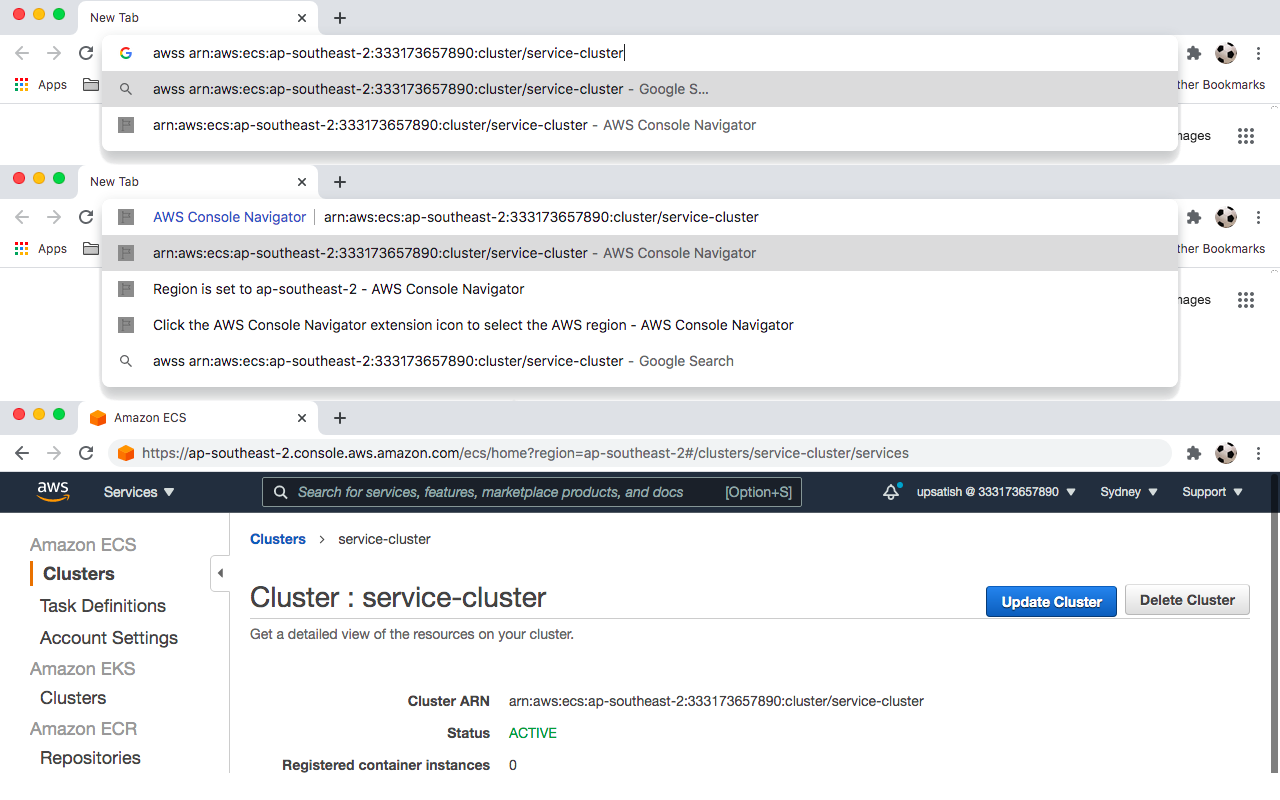 New Tab
awss arn:aws:ecs:ap-southeast-2:333173657890:cluster/service-cluster
Apps
awss arn:aws:ecs:ap-southeast-2:333173657890:cluster/service-cluster - Google S...
ther Bookmarks
arn:aws:ecs:ap-southeast-2:333173657890:cluster/service-cluster - AWS Console Navigator
nages
New Tab
AWS Console Navigator | arn:aws:ecs:ap-southeast-2:333173657890:cluster/service-cluster
Apps
arn:aws:ecs:ap-southeast-2:333173657890:cluster/service-cluster - AWS Console Navigator
ther Bookmarks
Region is set to ap-southeast-2 - AWS Console Navigator
nages
Click the AWS Console Navigator extension icon to select the AWS region - AWS Console Navigator
awss arn:aws:ecs:ap-southeast-2:333173657890:cluster/service-cluster - Google Search
Amazon ECS
https://ap-southeast-2.console.aws.amazon.com/ecs/home?region=ap-southeast-2#/clusters/service-cluster/services
aws Services ▼ Search for services, features, marketplace products, and docs [Option+S] upsatish @ 333173657890 ▼ Sydney ▼ Support ▼
Amazon ECS
Clusters
Task Definitions
Account Settings
Amazon EKS
Clusters
Amazon ECR
Repositories
Clusters > service-cluster
Cluster : service-cluster
Update Cluster Delete Cluster
Get a detailed view of the resources on your cluster.
Cluster ARN arn:aws:ecs:ap-southeast-2:333173657890:cluster/service-cluster
Status ACTIVE
Registered container instances 0